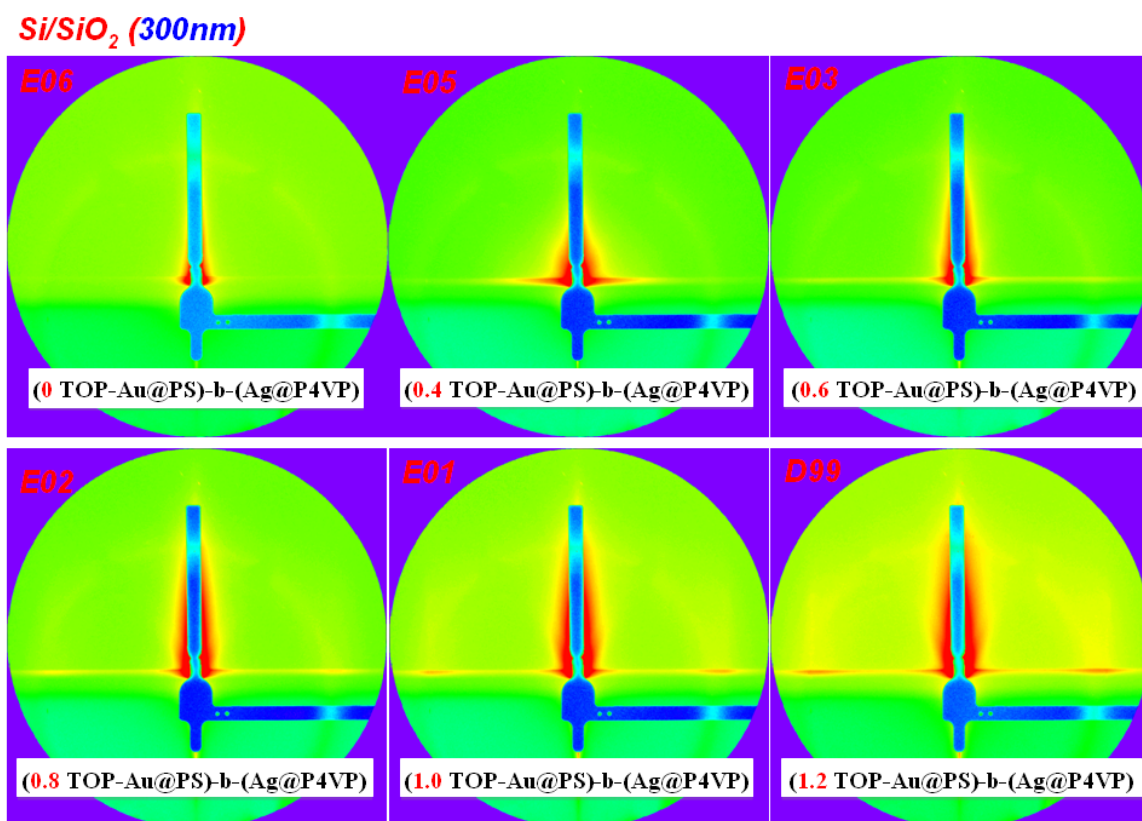 Si/SiO2 (300nm)
E06 E05 E03
(0 TOP-Au@PS)-b-(Ag@P4VP) (0.4 TOP-Au@PS)-b-(Ag@P4VP) (0.6 TOP-Au@PS)-b-(Ag@P4VP)
E02 E01 D99
(0.8 TOP-Au@PS)-b-(Ag@P4VP) (1.0 TOP-Au@PS)-b-(Ag@P4VP) (1.2 TOP-Au@PS)-b-(Ag@P4VP)